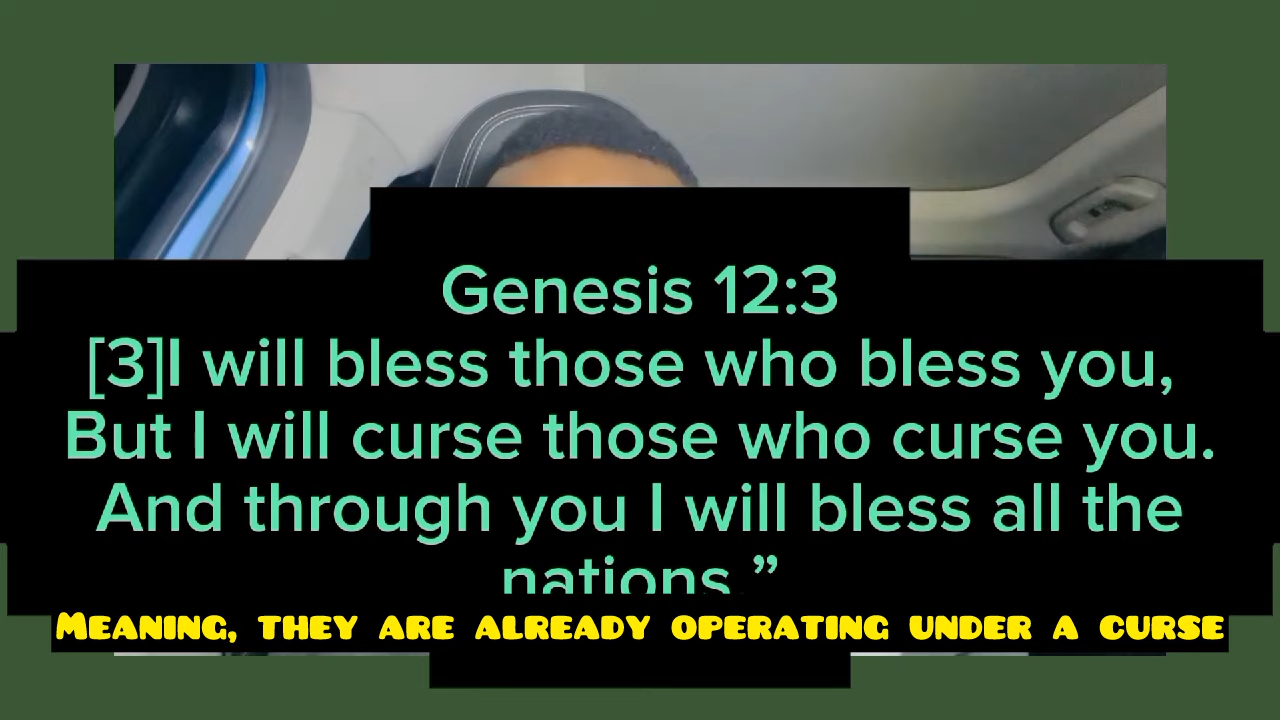 Genesis 12:3
[3]I will bless those who bless you,
But I will curse those who curse you.
And through you I will bless all the
nations.”
MEANING, THEY ARE ALREADY OPERATING UNDER A CURSE